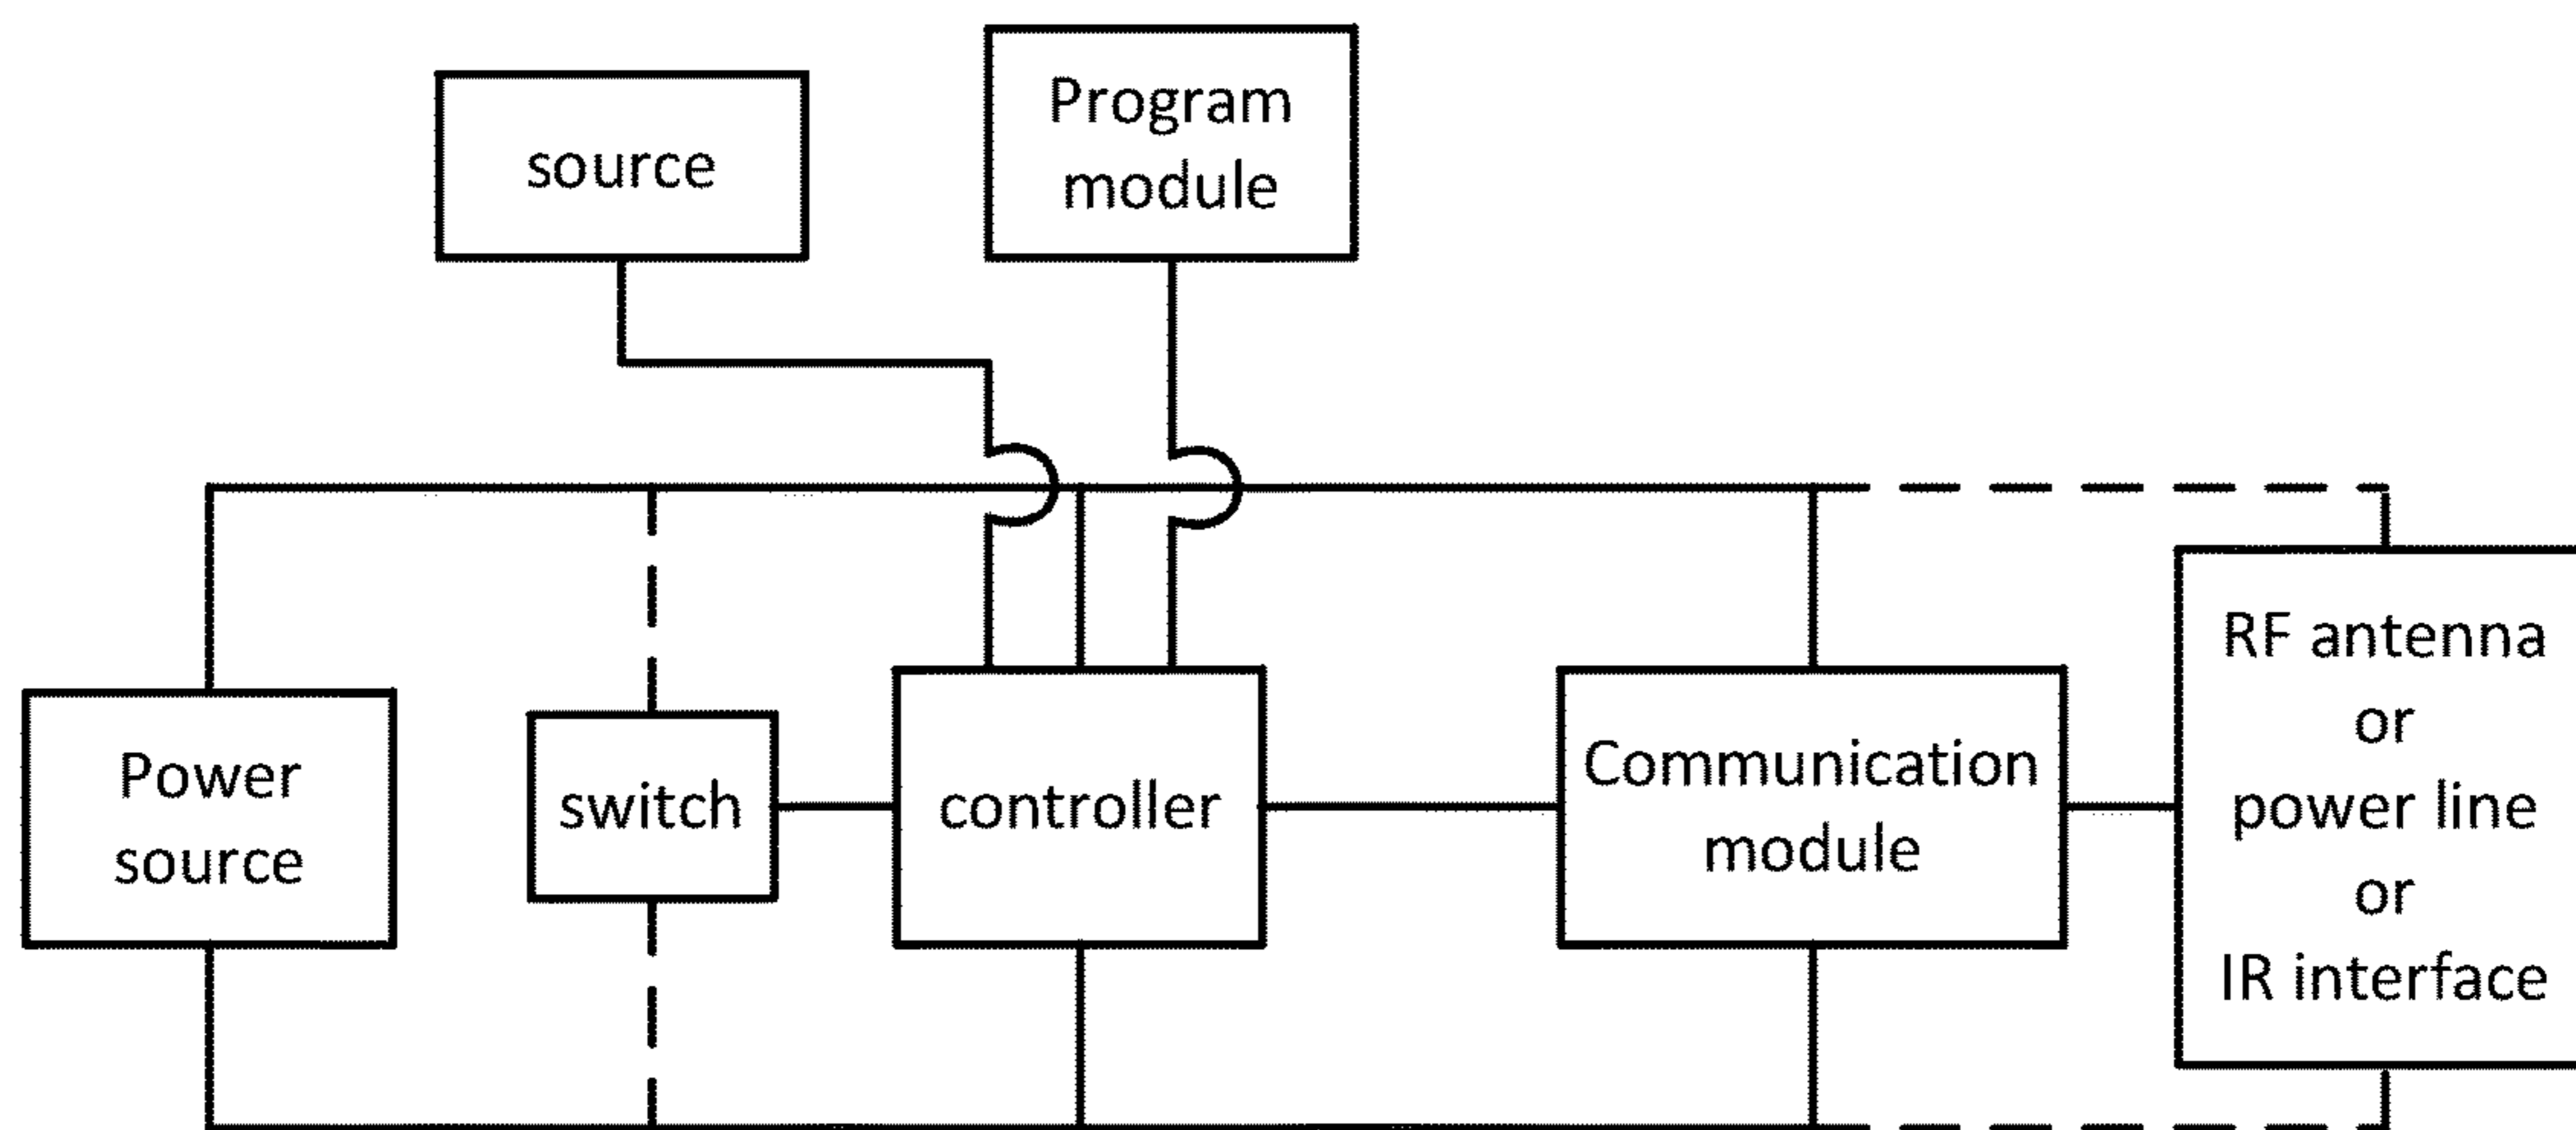 source
Program
module
Power
source
switch
controller
Communication
module
RF antenna
or
power line
or
IR interface